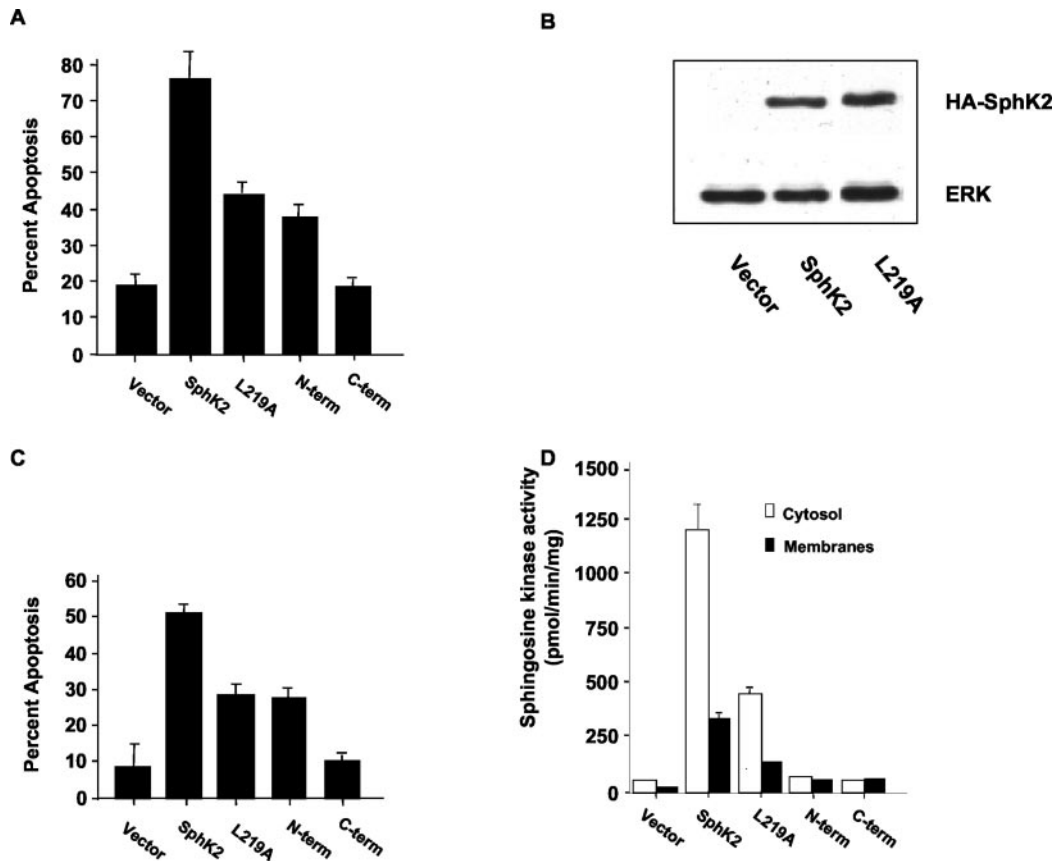 A
Percent Apoptosis
80
70
60
50
40
30
20
10
0
Vector
SphK2
L219A
N-term
C-term
B
HA-SphK2
ERK
Vector
SphK2
L219A
C
Percent Apoptosis
60
50
40
30
20
10
0
Vector
SphK2
L219A
N-term
C-term
D
Sphingosine kinase activity
(pmol/min/mg)
1500
1250
1000
750
500
250
0
Cytosol
Membranes
Vector
SphK2
L219A
N-term
C-term